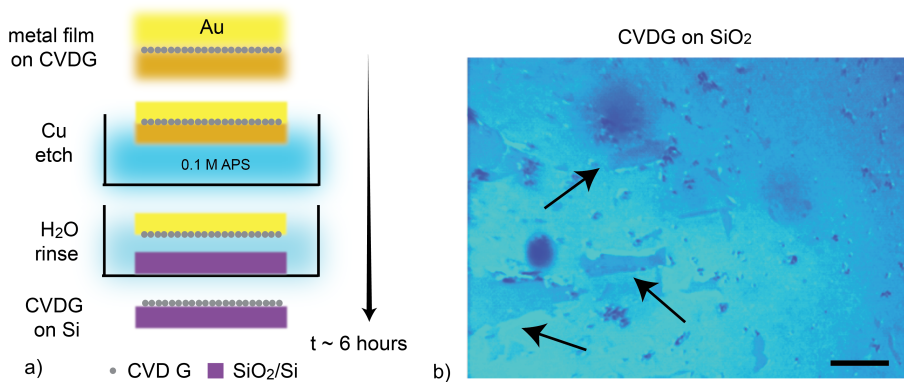 metal film
on CVDG
Au
Cu
etch
0.1 M APS
H₂O
rinse
CVDG
on Si
t ~ 6 hours
a)
CVD G
SiO₂/Si
CVDG on SiO₂
b)